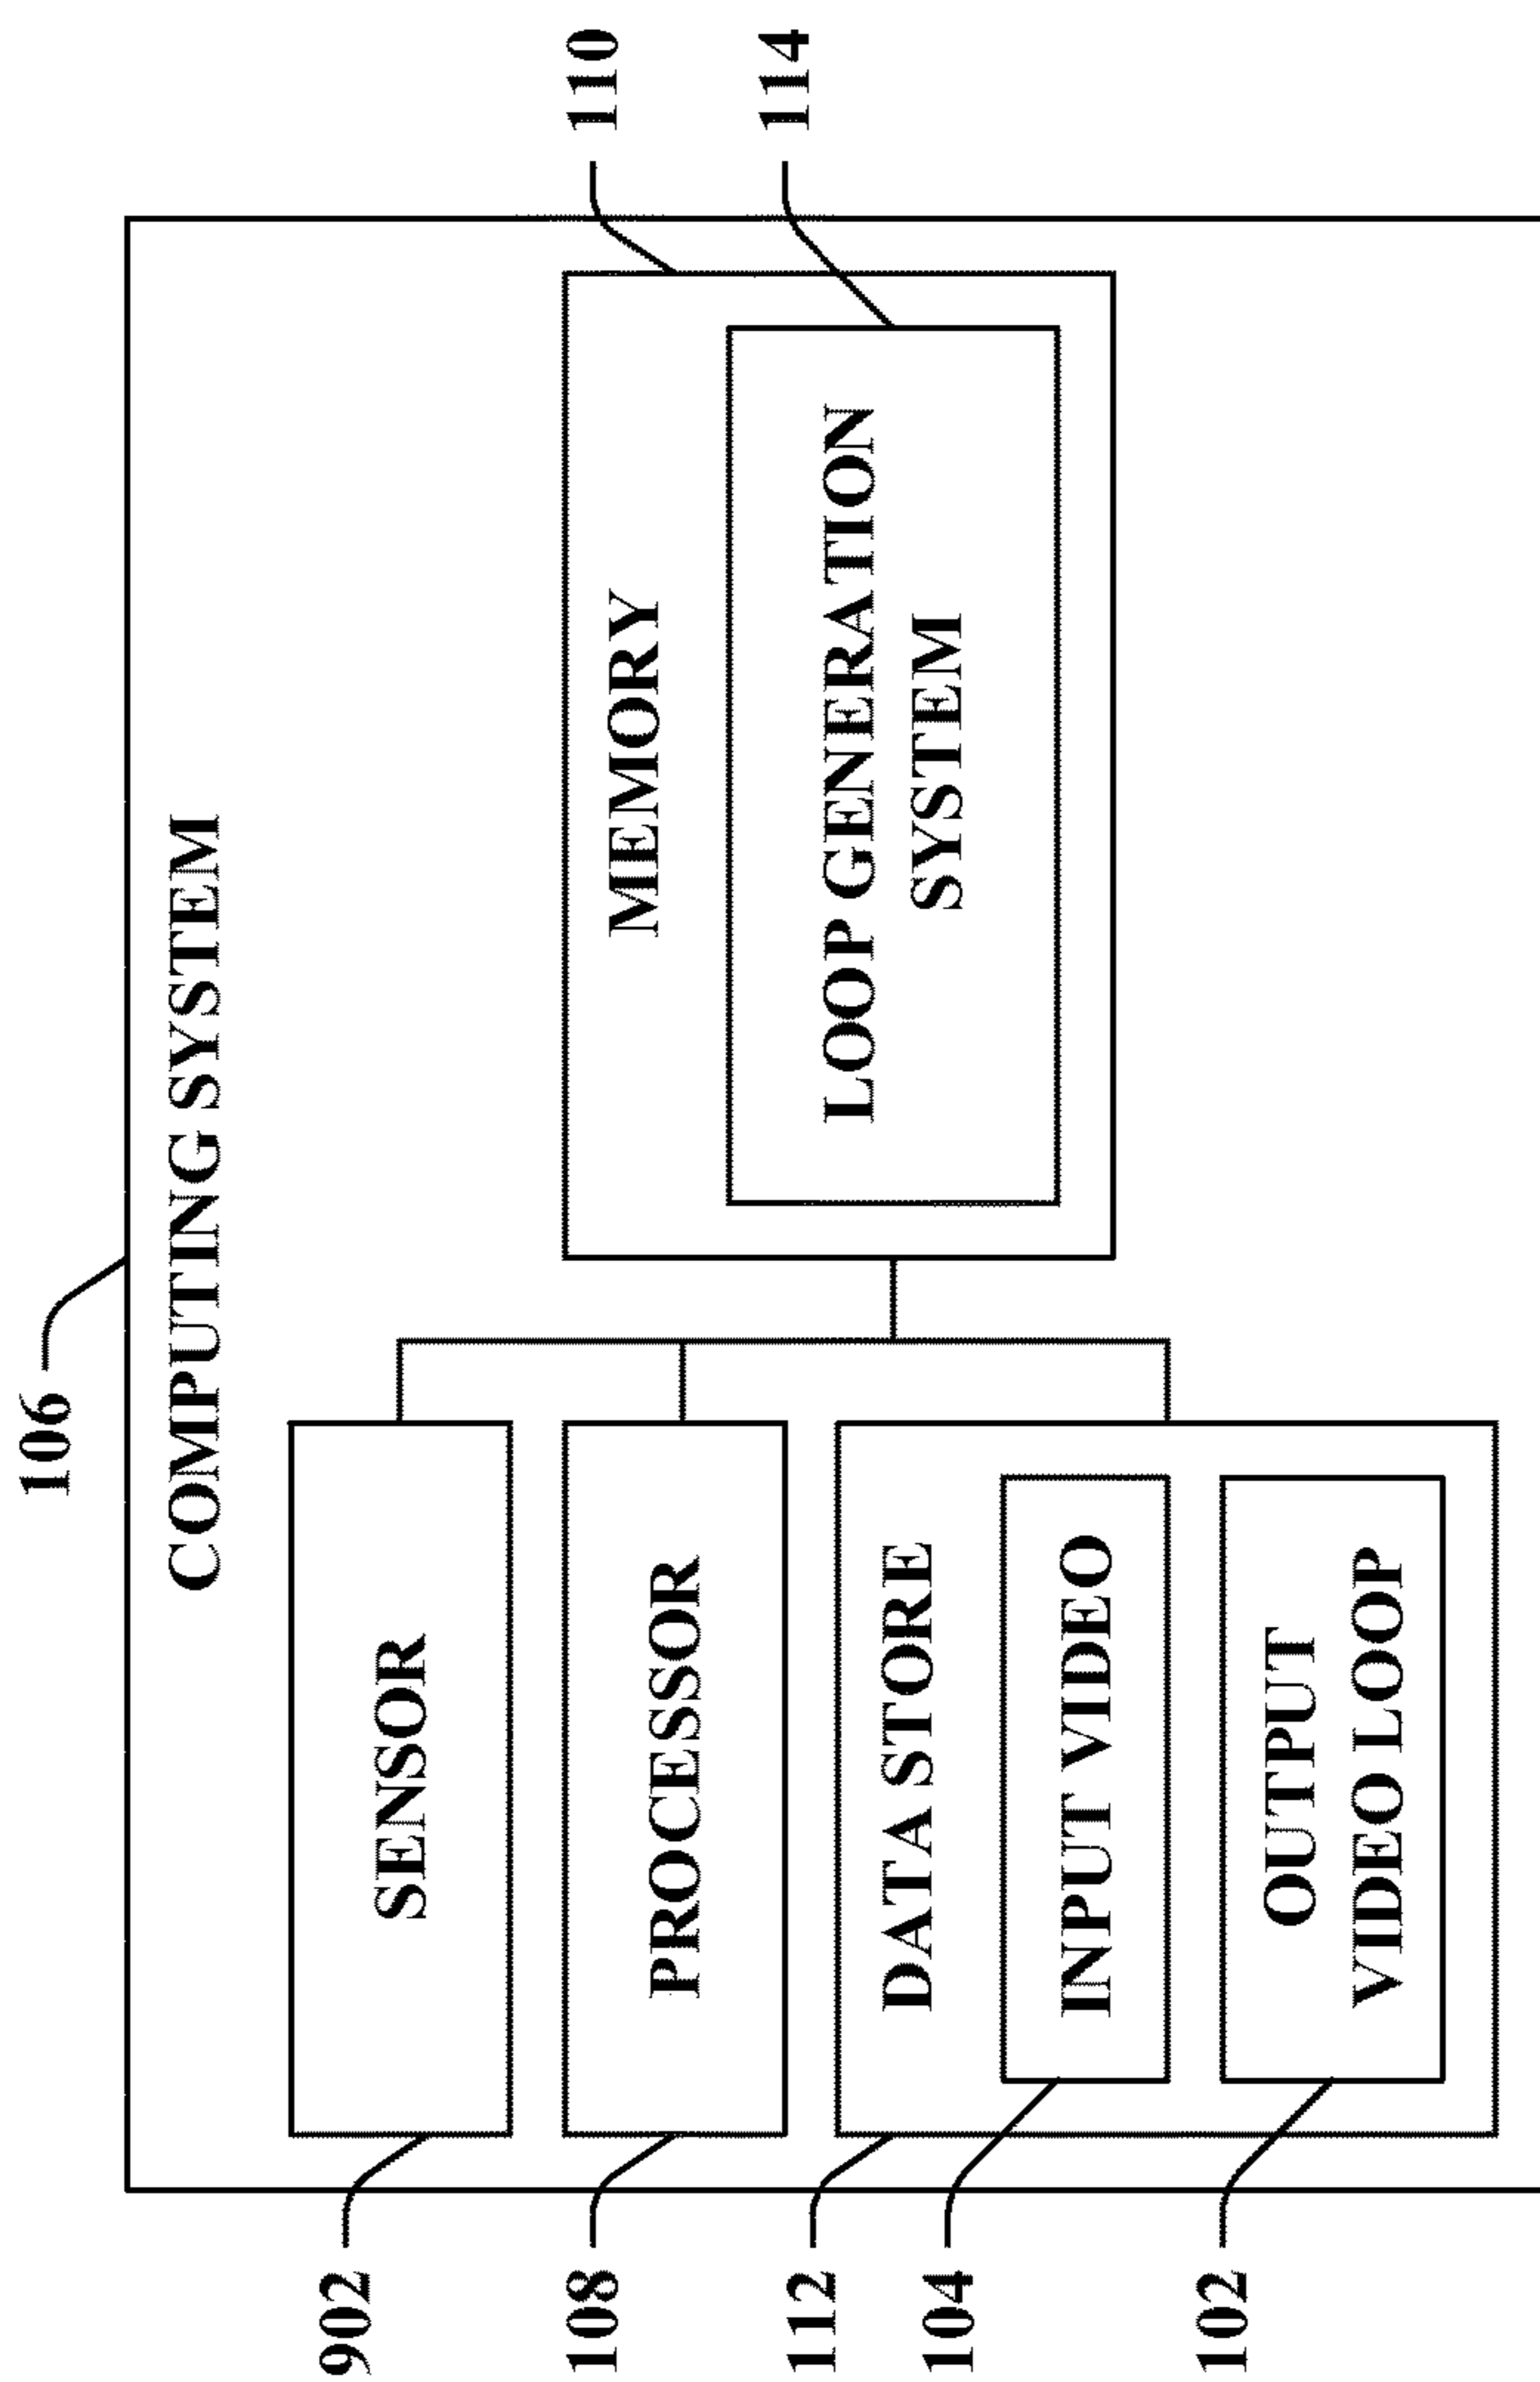 106
COMPUTING SYSTEM
902
SENSOR
110
MEMORY
108
PROCESSOR
114
LOOP GENERATION
SYSTEM
112
DATA STORE
104
INPUT VIDEO
102
OUTPUT
VIDEO LOOP